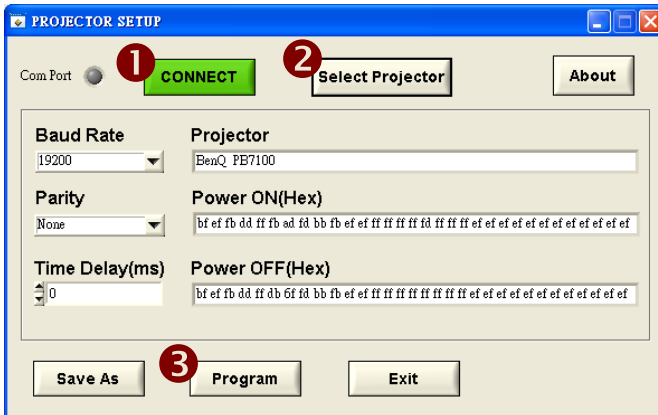 PROJECTOR SETUP
Com Port
1
CONNECT
2
Select Projector
About
Baud Rate
Projector
19200
BenQ PB7100
Parity
Power ON(Hex)
None
bf ef fb dd ff fb ad fd bb fb ef ef ff ff ff ff fd ff ff ff ef ef ef ef ef ef ef ef ef ef ef ef
Time Delay(ms)
Power OFF(Hex)
0
bf ef fb dd ff db 6f fd bb fb ef ef ff ff ff ff ff ff ff ff ef ef ef ef ef ef ef ef ef ef ef ef
Save As
3
Program
Exit